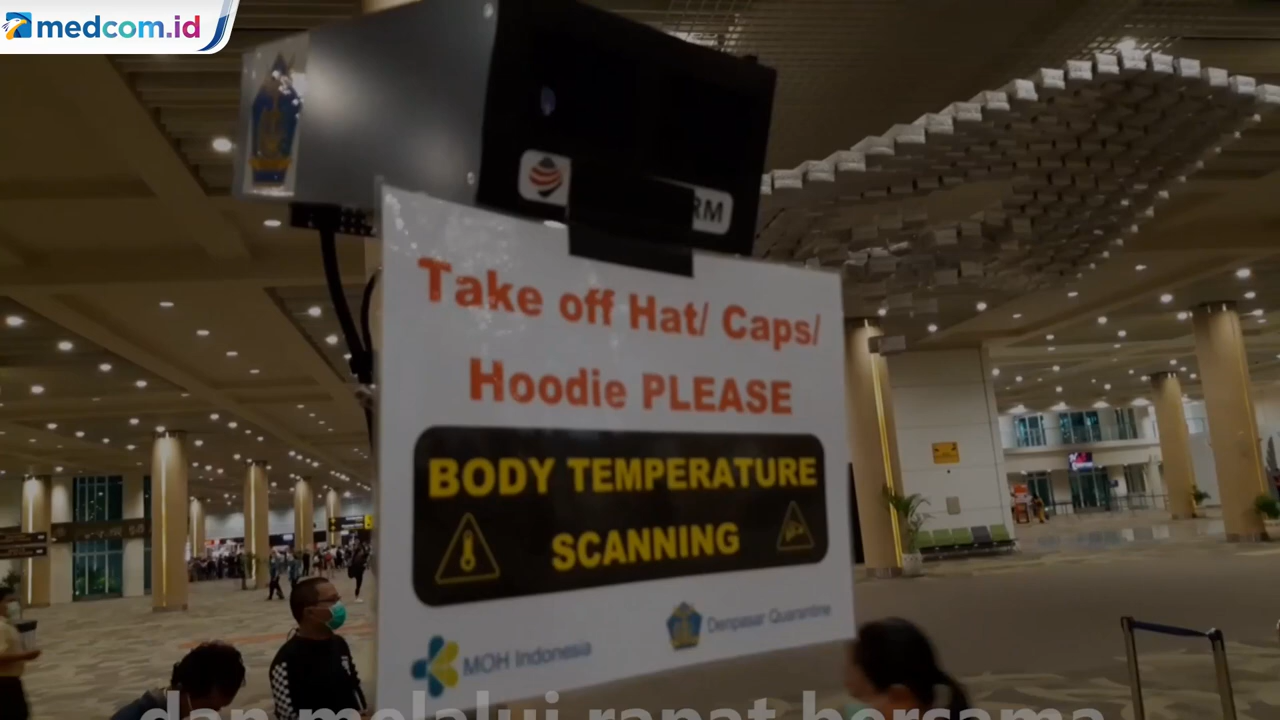 medcom.id
RM
Take off Hat/ Caps/
Hoodie PLEASE
BODY TEMPERATURE
SCANNING
MOH Indonesia
Denpasar Quarantine
dan melalui rapat bersama